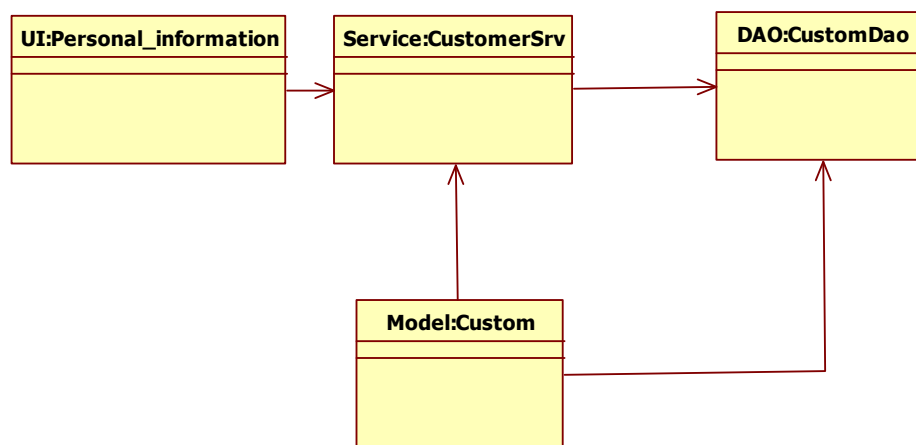 UI:Personal_information
Service:CustomerSrv
DAO:CustomDao
Model:Custom